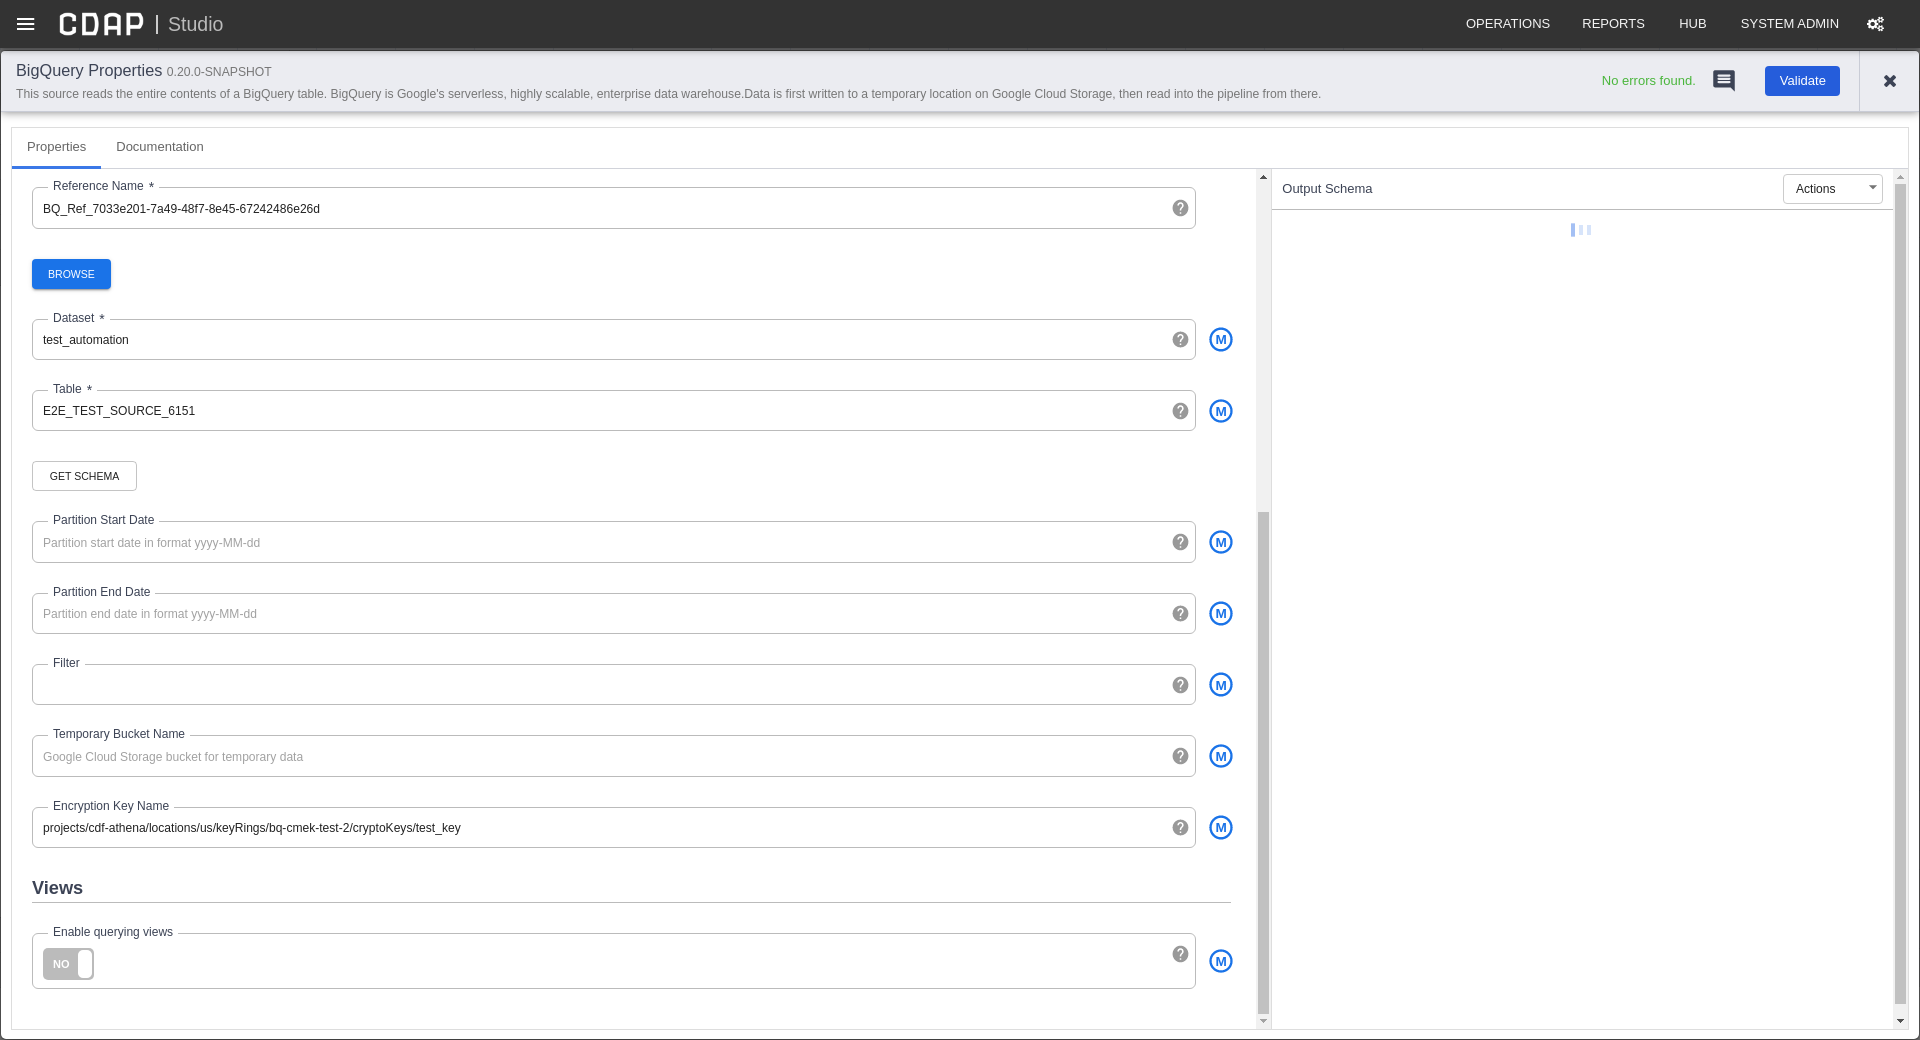 CDAP | Studio
OPERATIONS REPORTS HUB SYSTEM ADMIN
BigQuery Properties 0.20.0-SNAPSHOT
This source reads the entire contents of a BigQuery table. BigQuery is Google's serverless, highly scalable, enterprise data warehouse.Data is first written to a temporary location on Google Cloud Storage, then read into the pipeline from there.
No errors found.
Validate
Properties Documentation
Reference Name *
BQ_Ref_7033e201-7a49-48f7-8e45-67242486e26d
?
BROWSE
Dataset *
test_automation
? M
Table *
E2E_TEST_SOURCE_6151
? M
GET SCHEMA
Partition Start Date
Partition start date in format yyyy-MM-dd
? M
Partition End Date
Partition end date in format yyyy-MM-dd
? M
Filter
? M
Temporary Bucket Name
Google Cloud Storage bucket for temporary data
? M
Encryption Key Name
projects/cdf-athena/locations/us/keyRings/bq-cmek-test-2/cryptoKeys/test_key
? M
Views
Enable querying views
NO
? M
Output Schema
Actions